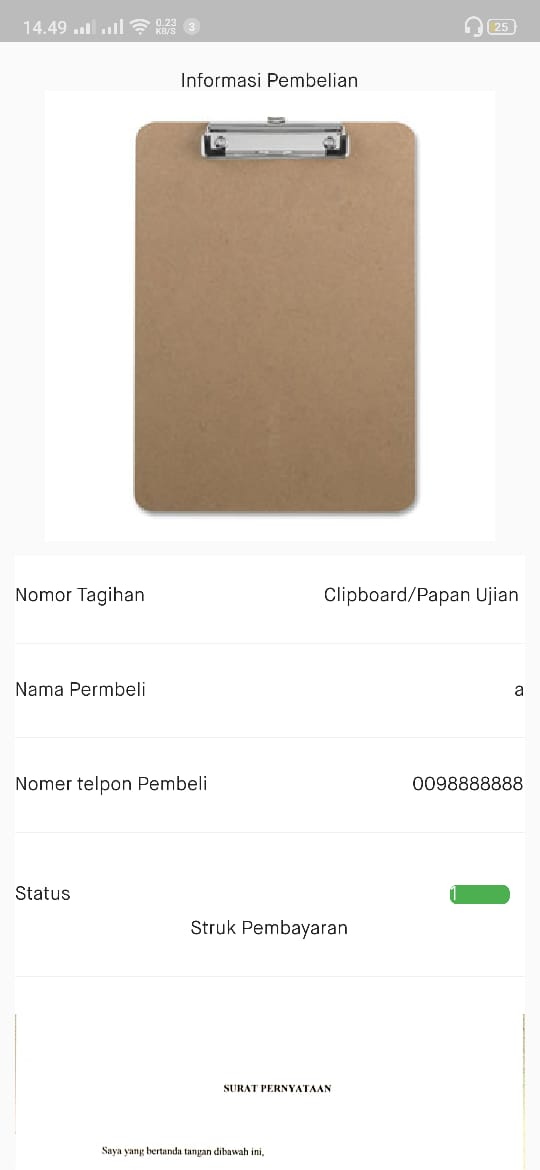 14.49 0.23 KB/S 3 25
Informasi Pembelian
Nomor Tagihan Clipboard/Papan Ujian
Nama Permbeli a
Nomer telpon Pembeli 0098888888
Status 1
Struk Pembayaran
SURAT PERNYATAAN
Saya yang bertanda tangan dibawah ini,